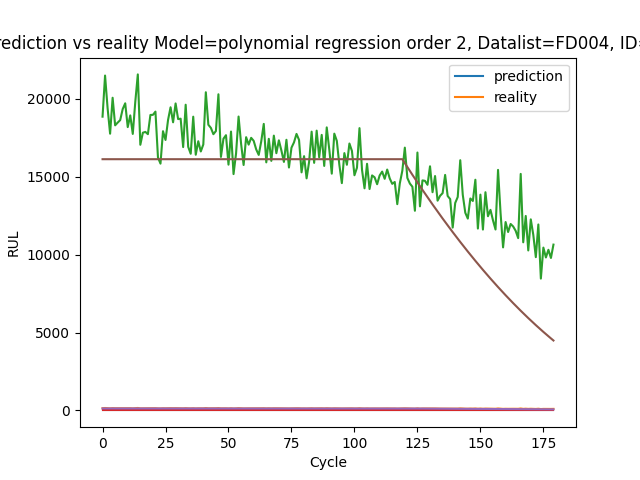 rediction vs reality Model=polynomial regression order 2, Datalist=FD004, ID=
prediction
reality
RUL
20000
15000
10000
5000
0
0 25 50 75 100 125 150 175
Cycle